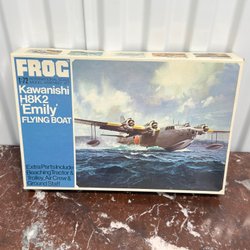 FROG
1/72
Kawanishi
H8K2
'Emily'
FLYING BOAT
Extra Parts Include
Beaching Tractor &
Trolley, Air Crew &
Ground Staff